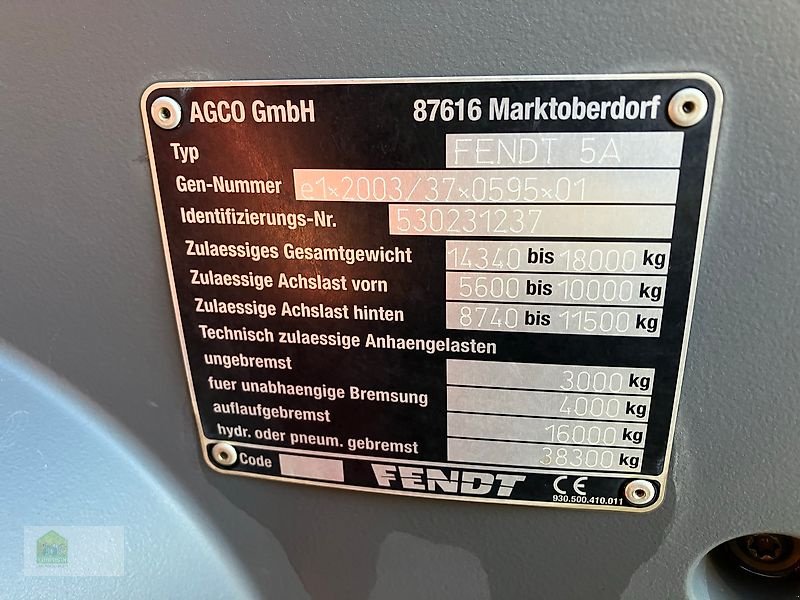 AGCO GmbH 87616 Marktoberdorf
Typ FENDT 5A
Gen-Nummer e1*2003/37*0595*01
Identifizierungs-Nr. 530231237
Zulaessiges Gesamtgewicht 14340 bis 18000 kg
Zulaessige Achslast vorn 5600 bis 10000 kg
Zulaessige Achslast hinten 8740 bis 11500 kg
Technisch zulaessige Anhaengelasten
ungebremst 3000 kg
fuer unabhaengige Bremsung 4000 kg
auflaufgebremst 16000 kg
hydr. oder pneum. gebremst 38300 kg
Code FENDT CE
930.500.410.011